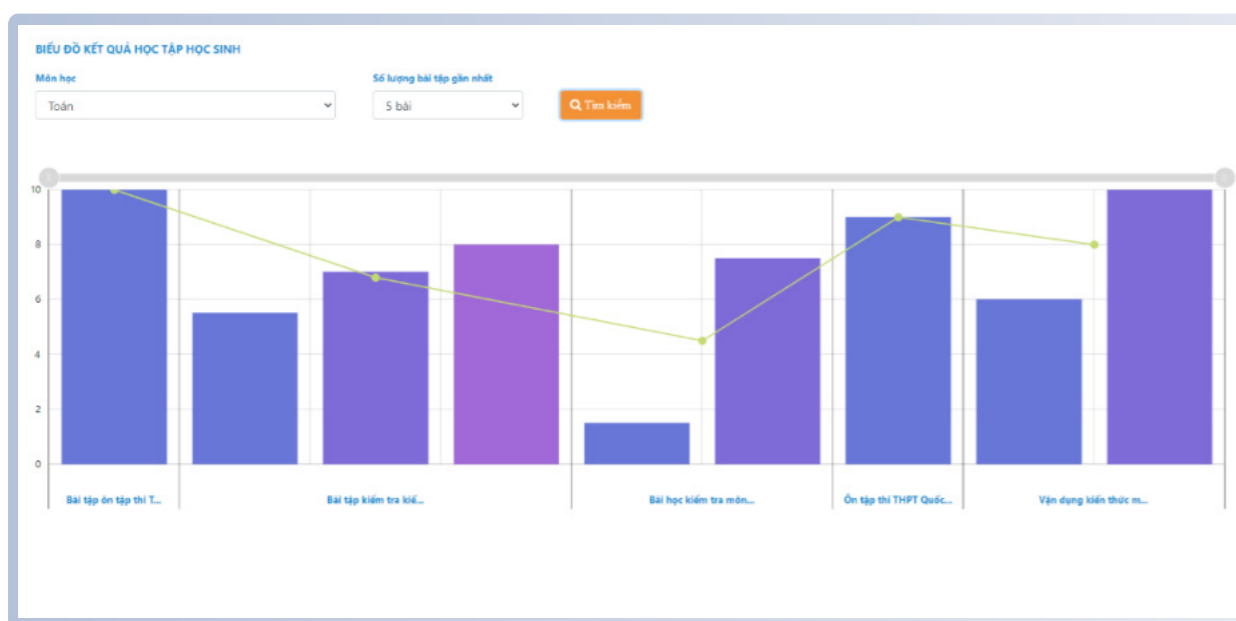 BIỂU ĐỒ KẾT QUẢ HỌC TẬP HỌC SINH
Môn học
Số lượng bài tập gần nhất
Toán
5 bài
Tìm kiếm
10
8
6
4
2
0
Bài tập ôn tập thi T...
Bài tập kiểm tra kiế...
Bài học kiểm tra môn...
Ôn tập thi THPT Quốc...
Vận dụng kiến thức m...